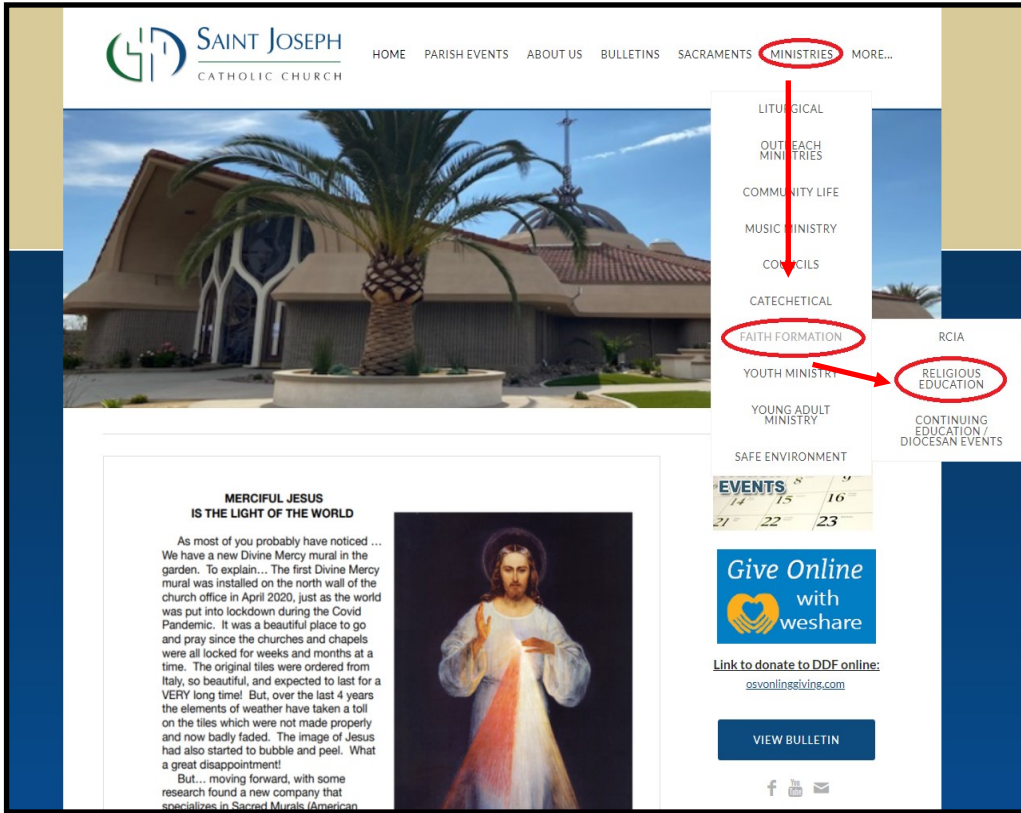 SAINT JOSEPH
CATHOLIC CHURCH
HOME PARISH EVENTS ABOUT US BULLETINS SACRAMENTS MINISTRIES MORE...
LITURGICAL
OUTREACH
MINISTRIES
COMMUNITY LIFE
MUSIC MINISTRY
COUNCILS
CATECHETICAL
FAITH FORMATION
YOUTH MINISTRY
YOUNG ADULT
MINISTRY
SAFE ENVIRONMENT
RCIA
RELIGIOUS
EDUCATION
CONTINUING
EDUCATION /
DIOCESAN EVENTS
MERCIFUL JESUS
IS THE LIGHT OF THE WORLD
As most of you probably have noticed ...
We have a new Divine Mercy mural in the
garden. To explain... The first Divine Mercy
mural was installed on the north wall of the
church office in April 2020, just as the world
was put into lockdown during the Covid
Pandemic. It was a beautiful place to go
and pray since the churches and chapels
were all locked for weeks and months at a
time. The original tiles were ordered from
Italy, so beautiful, and expected to last for a
VERY long time! But, over the last 4 years
the elements of weather have taken a toll
on the tiles which were not made properly
and now badly faded. The image of Jesus
had also started to bubble and peel. What
a great disappointment!
But... moving forward, with some
research found a new company that
specializes in Sacred Murals (American
EVENTS 8 9
14 15 16
21 22 23
Give Online
with
weshare
Link to donate to DDF online:
osvonlinggiving.com
VIEW BULLETIN
You
Tube